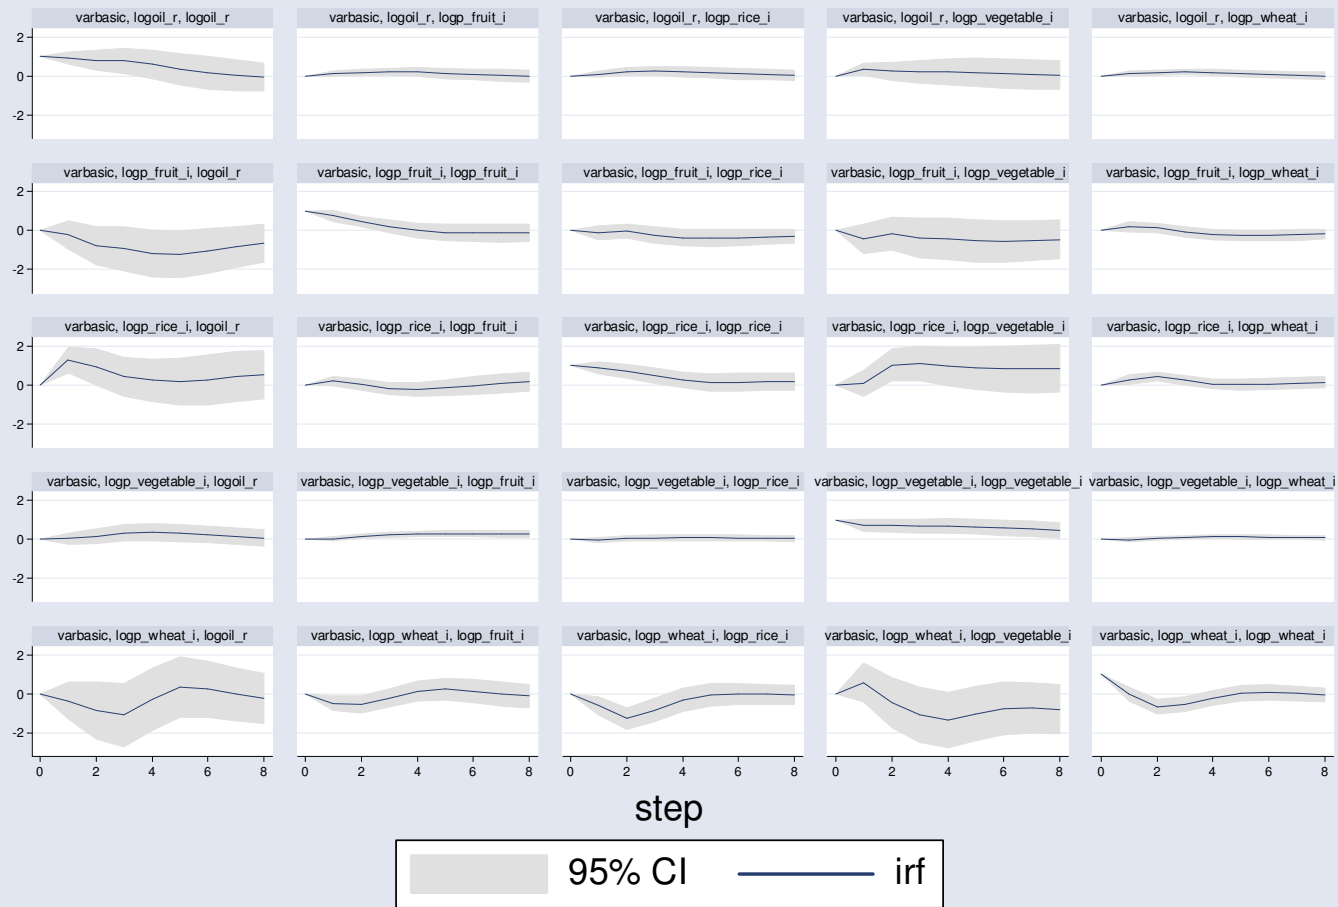 varbasic, logoil_r, logoil_r
varbasic, logoil_r, logp_fruit_i
varbasic, logoil_r, logp_rice_i
varbasic, logoil_r, logp_vegetable_i
varbasic, logoil_r, logp_wheat_i
2
0
-2
varbasic, logp_fruit_i, logoil_r
varbasic, logp_fruit_i, logp_fruit_i
varbasic, logp_fruit_i, logp_rice_i
varbasic, logp_fruit_i, logp_vegetable_i
varbasic, logp_fruit_i, logp_wheat_i
2
0
-2
varbasic, logp_rice_i, logoil_r
varbasic, logp_rice_i, logp_fruit_i
varbasic, logp_rice_i, logp_rice_i
varbasic, logp_rice_i, logp_vegetable_i
varbasic, logp_rice_i, logp_wheat_i
2
0
-2
varbasic, logp_vegetable_i, logoil_r
varbasic, logp_vegetable_i, logp_fruit_i
varbasic, logp_vegetable_i, logp_rice_i
varbasic, logp_vegetable_i, logp_vegetable_i
varbasic, logp_vegetable_i, logp_wheat_i
2
0
-2
varbasic, logp_wheat_i, logoil_r
varbasic, logp_wheat_i, logp_fruit_i
varbasic, logp_wheat_i, logp_rice_i
varbasic, logp_wheat_i, logp_vegetable_i
varbasic, logp_wheat_i, logp_wheat_i
2
0
-2
0 2 4 6 8
0 2 4 6 8
0 2 4 6 8
0 2 4 6 8
0 2 4 6 8
step
95% CI
irf